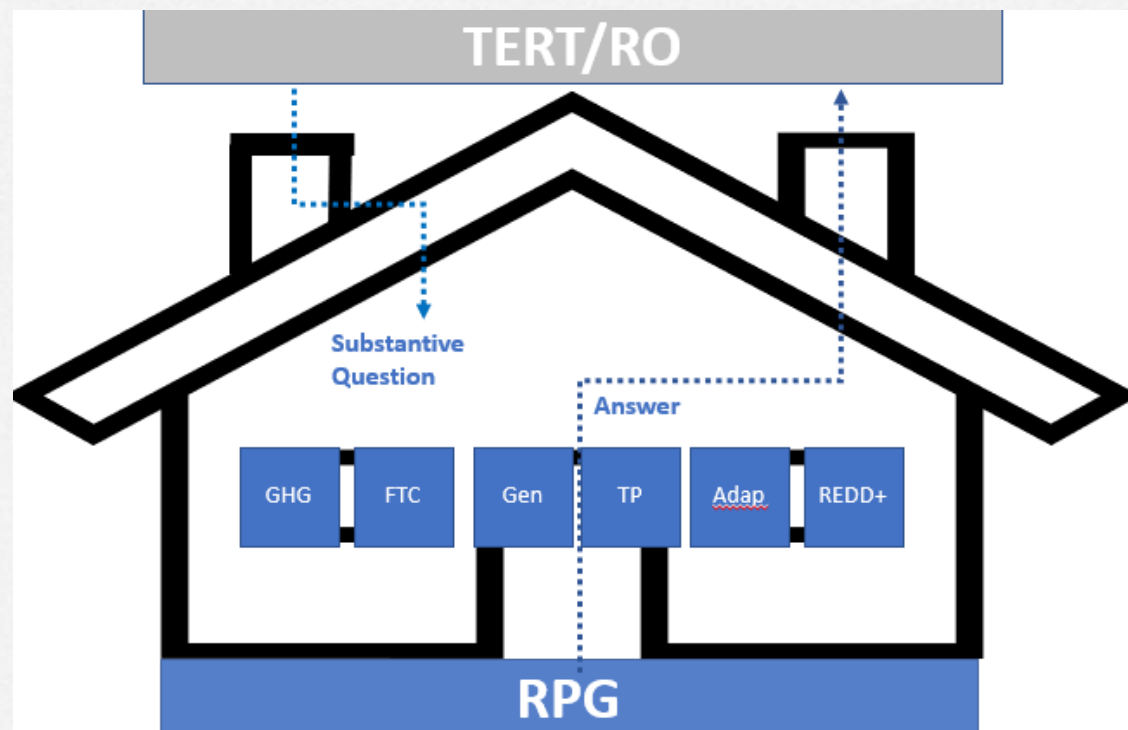 TERT/RO
Substantive
Question
Answer
GHG
FTC
Gen
TP
Adap
REDD+
RPG